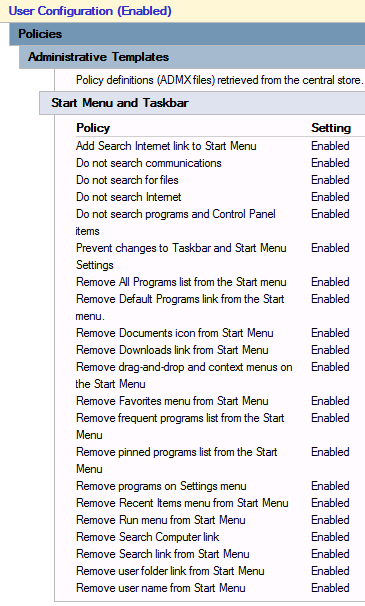 User Configuration (Enabled)
Policies
Administrative Templates
Policy definitions (ADMX files) retrieved from the central store.
Start Menu and Taskbar
Policy Setting
Add Search Internet link to Start Menu Enabled
Do not search communications Enabled
Do not search for files Enabled
Do not search Internet Enabled
Do not search programs and Control Panel Enabled
items
Prevent changes to Taskbar and Start Menu Enabled
Settings
Remove All Programs list from the Start menu Enabled
Remove Default Programs link from the Start Enabled
menu.
Remove Documents icon from Start Menu Enabled
Remove Downloads link from Start Menu Enabled
Remove drag-and-drop and context menus on Enabled
the Start Menu
Remove Favorites menu from Start Menu Enabled
Remove frequent programs list from the Start Enabled
Menu
Remove pinned programs list from the Start Enabled
Menu
Remove programs on Settings menu Enabled
Remove Recent Items menu from Start Menu Enabled
Remove Run menu from Start Menu Enabled
Remove Search Computer link Enabled
Remove Search link from Start Menu Enabled
Remove user folder link from Start Menu Enabled
Remove user name from Start Menu Enabled